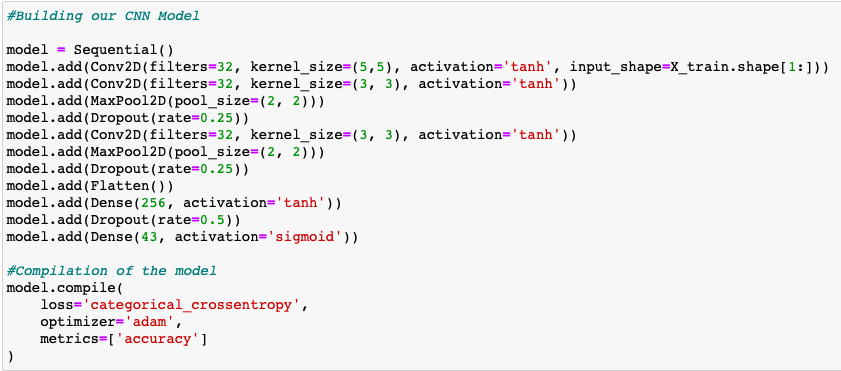 #Building our CNN Model
model = Sequential()
model.add(Conv2D(filters=32, kernel_size=(5,5), activation='tanh', input_shape=X_train.shape[1:]))
model.add(Conv2D(filters=32, kernel_size=(3, 3), activation='tanh'))
model.add(MaxPool2D(pool_size=(2, 2)))
model.add(Dropout(rate=0.25))
model.add(Conv2D(filters=32, kernel_size=(3, 3), activation='tanh'))
model.add(MaxPool2D(pool_size=(2, 2)))
model.add(Dropout(rate=0.25))
model.add(Flatten())
model.add(Dense(256, activation='tanh'))
model.add(Dropout(rate=0.5))
model.add(Dense(43, activation='sigmoid'))
#Compilation of the model
model.compile(
    loss='categorical_crossentropy',
    optimizer='adam',
    metrics=['accuracy']
)